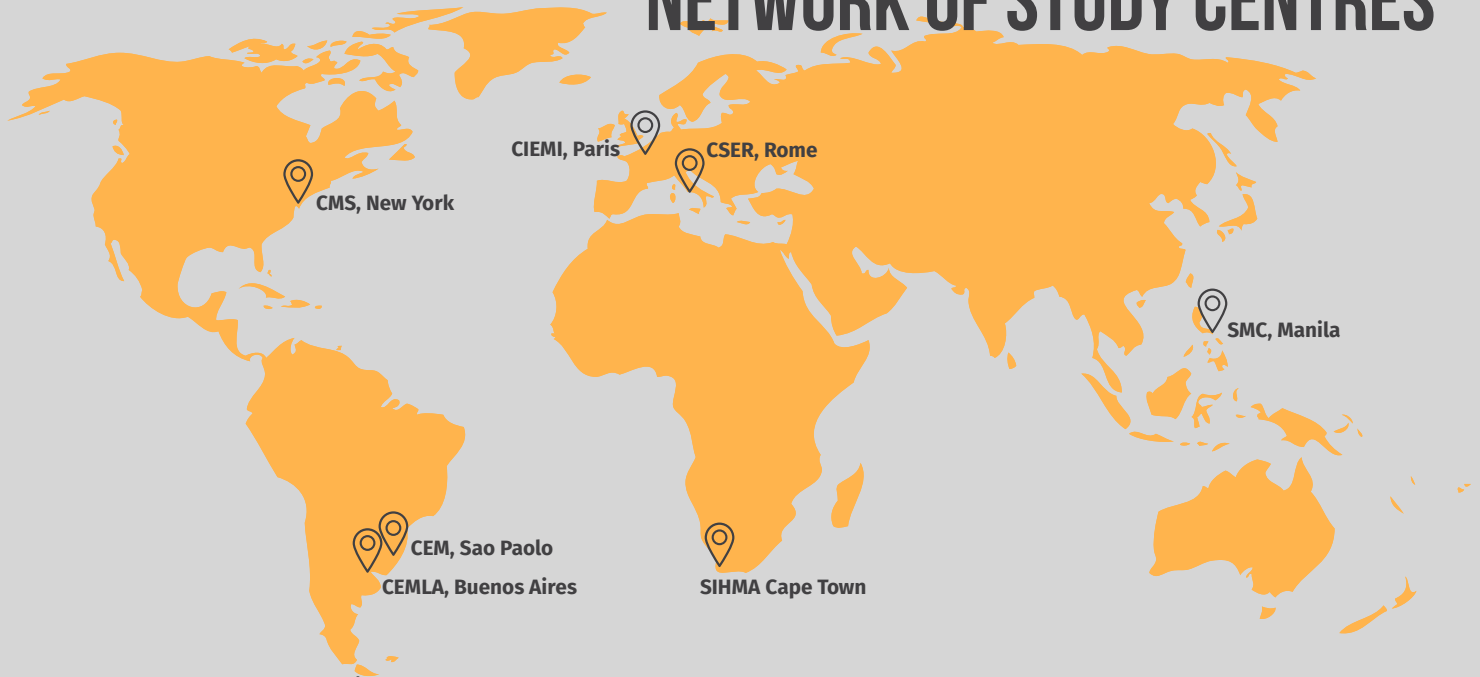 NETWORK OF STUDY CENTRES
CIEMI, Paris
CSER, Rome
CMS, New York
SMC, Manila
CEM, Sao Paolo
CEMLA, Buenos Aires
SIHMA Cape Town